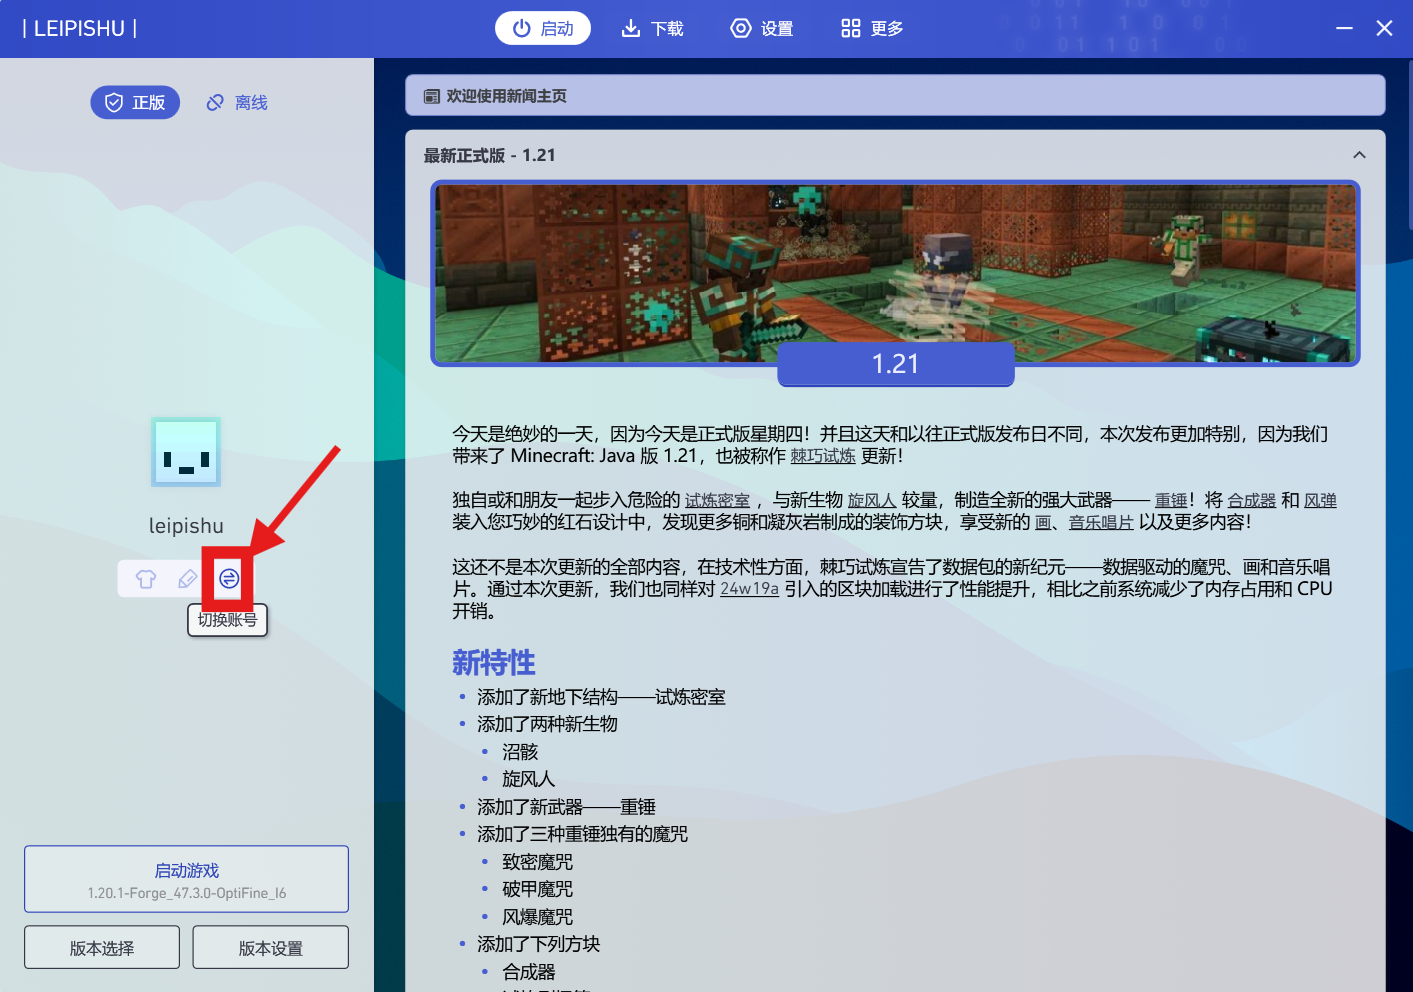 | LEIPISHU |
启动
下载
设置
更多
正版
离线
leipishu
切换账号
启动游戏
1.20.1-Forge_47.3.0-OptiFine_I6
版本选择
版本设置
欢迎使用新闻主页
最新正式版 - 1.21
1.21
今天是绝妙的一天，因为今天是正式版星期四！并且这天和以往正式版发布日不同，本次发布更加特别，因为我们
带来了 Minecraft: Java 版 1.21，也被称作 棘巧试炼 更新！
独自或和朋友一起步入危险的 试炼密室 ，与新生物 旋风人 较量，制造全新的强大武器—— 重锤！将 合成器 和 风弹
装入您巧妙的红石设计中，发现更多铜和凝灰岩制成的装饰方块，享受新的 画、音乐唱片 以及更多内容！
这还不是本次更新的全部内容，在技术性方面，棘巧试炼宣告了数据包的新纪元——数据驱动的魔咒、画和音乐唱
片。通过本次更新，我们也同样对 24w19a 引入的区块加载进行了性能提升，相比之前系统减少了内存占用和 CPU
开销。
新特性
• 添加了新地下结构——试炼密室
• 添加了两种新生物
• 沼骸
• 旋风人
• 添加了新武器——重锤
• 添加了三种重锤独有的魔咒
• 致密魔咒
• 破甲魔咒
• 风爆魔咒
• 添加了下列方块
• 合成器